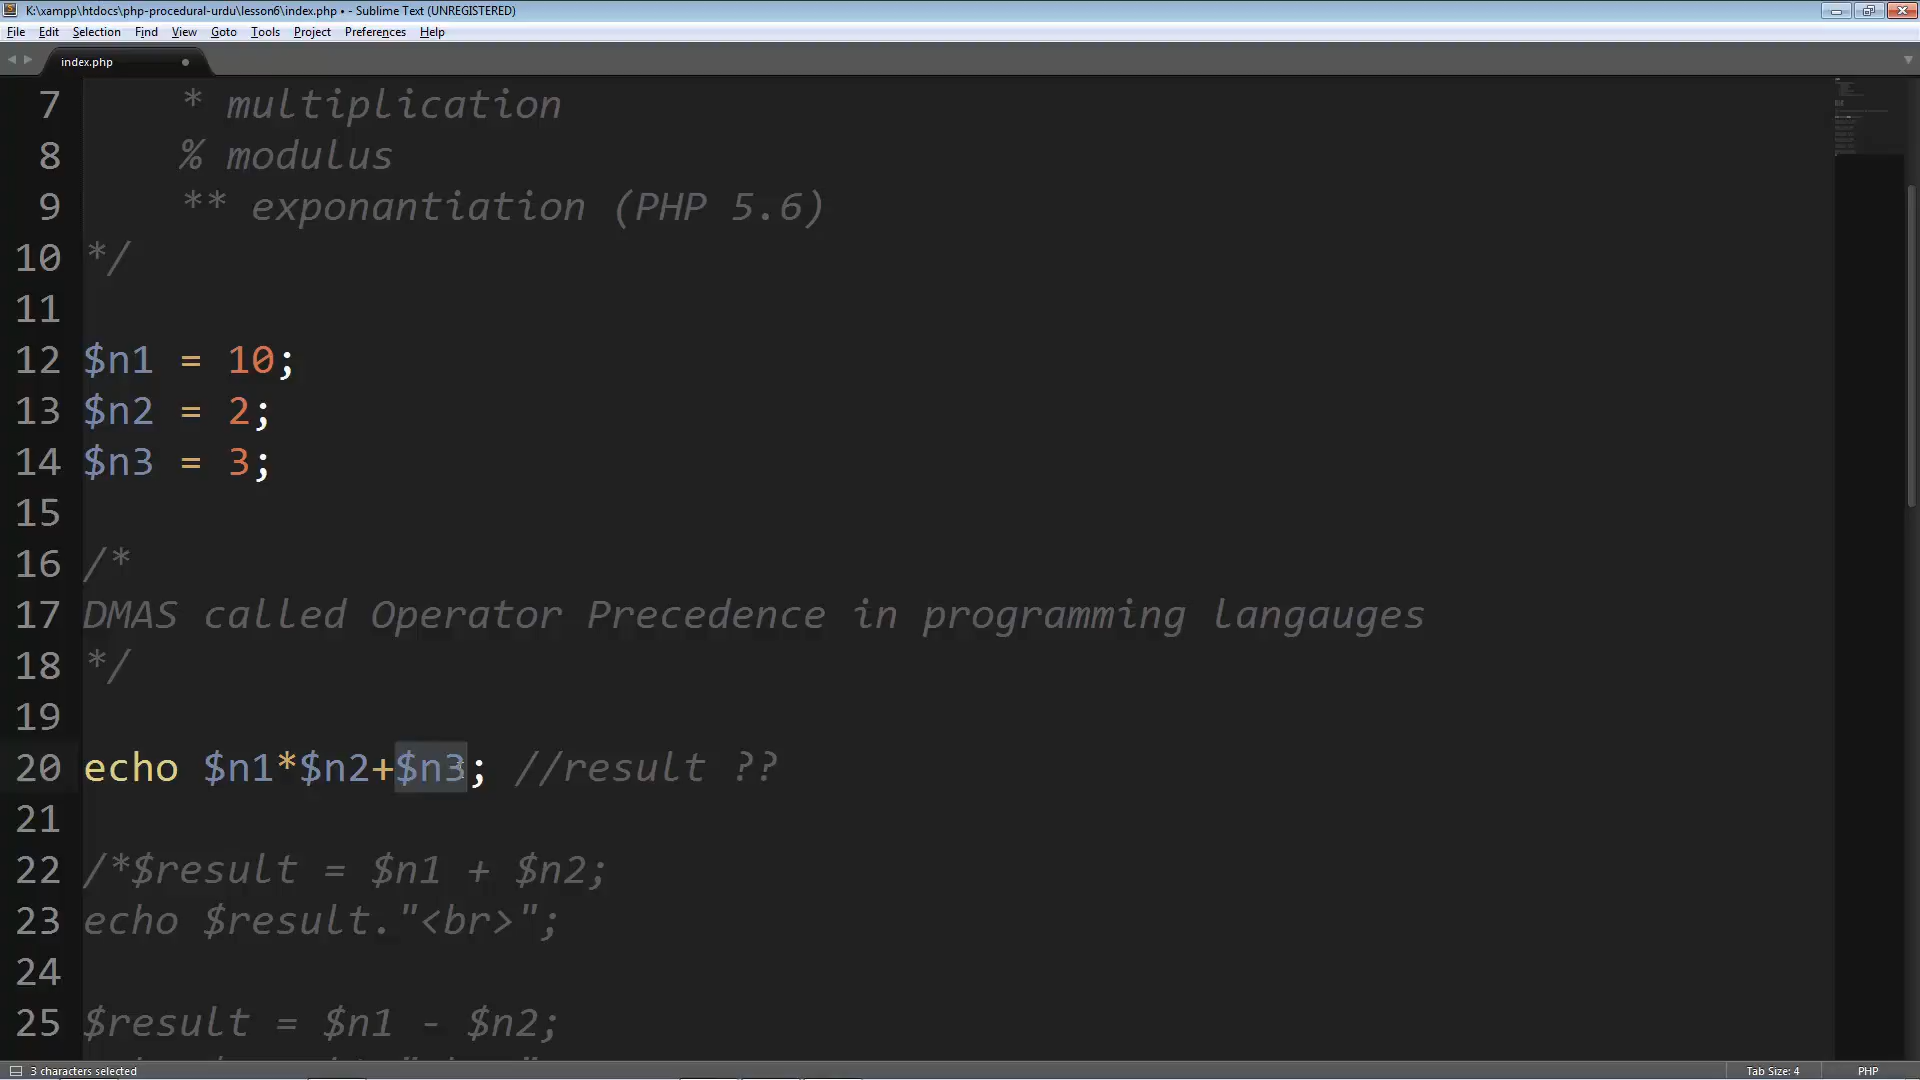 K:\xampp\htdocs\php-procedural-urdu\lesson6\index.php • - Sublime Text (UNREGISTERED)
File Edit Selection Find View Goto Tools Project Preferences Help
index.php
7 * multiplication
8 % modulus
9 ** exponantiation (PHP 5.6)
10 */
11
12 $n1 = 10;
13 $n2 = 2;
14 $n3 = 3;
15
16 /*
17 DMAS called Operator Precedence in programming langauges
18 */
19
20 echo $n1*$n2+$n3; //result ??
21
22 /*$result = $n1 + $n2;
23 echo $result."<br>";
24
25 $result = $n1 - $n2;
3 characters selected Tab Size: 4 PHP